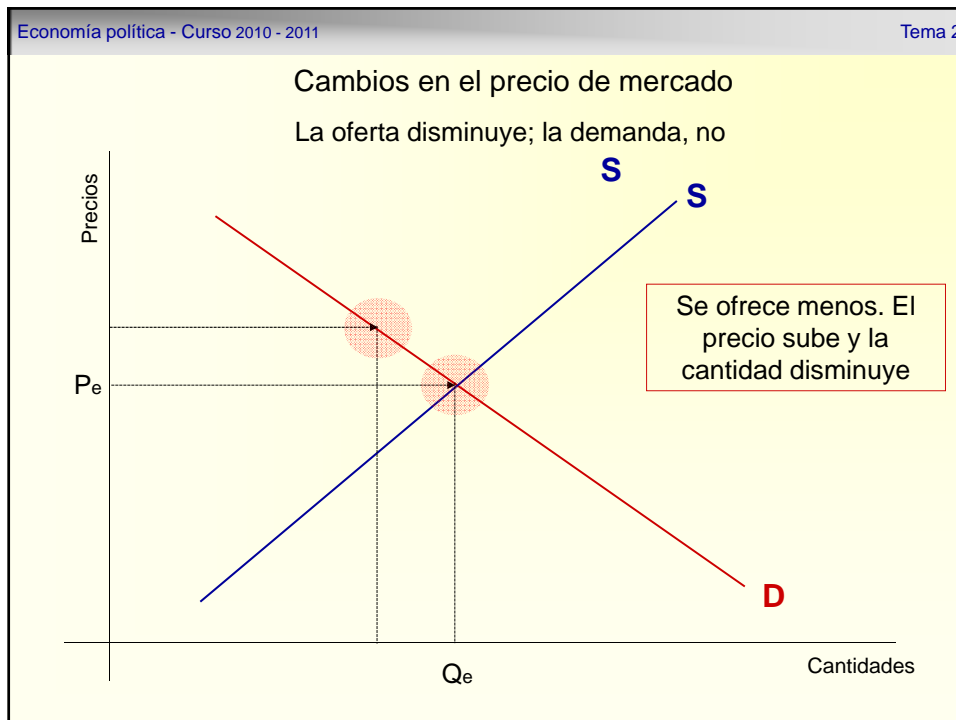 Economía política - Curso 2010 - 2011
Tema 2
Cambios en el precio de mercado
La oferta disminuye; la demanda, no
S
S
Precios
Se ofrece menos. El
precio sube y la
cantidad disminuye
Pe
D
Qe
Cantidades